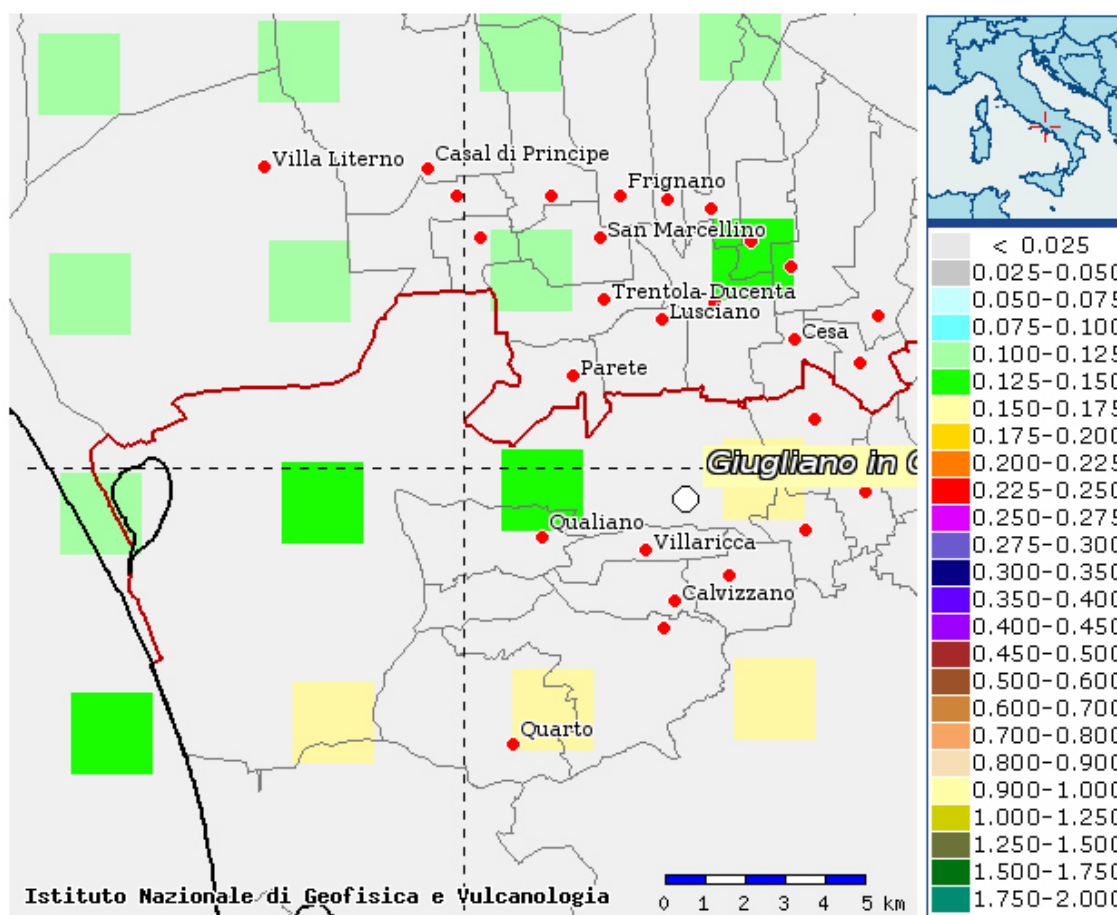 Villa Literno
Casal di Principe
Frignano
San Marcellino
Trentola-Ducenta
Lusciano
Cesa
Parete
Giugliano in
Qualiano
Villaricca
Calvizzano
Quarto
Istituto Nazionale di Geofisica e Vulcanologia
0 1 2 3 4 5 km
< 0.025
0.025-0.050
0.050-0.075
0.075-0.100
0.100-0.125
0.125-0.150
0.150-0.175
0.175-0.200
0.200-0.225
0.225-0.250
0.250-0.275
0.275-0.300
0.300-0.350
0.350-0.400
0.400-0.450
0.450-0.500
0.500-0.600
0.600-0.700
0.700-0.800
0.800-0.900
0.900-1.000
1.000-1.250
1.250-1.500
1.500-1.750
1.750-2.000